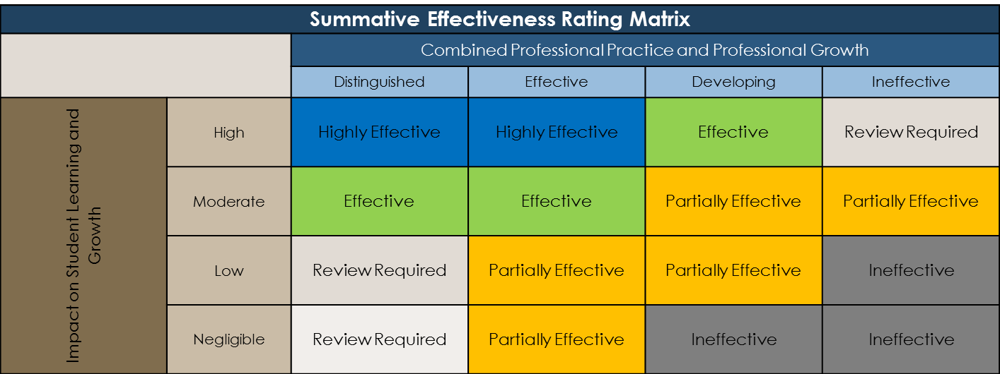 Summative Effectiveness Rating Matrix
Combined Professional Practice and Professional Growth
Distinguished Effective Developing Ineffective
Impact on Student Learning and
Growth
High Highly Effective Highly Effective Effective Review Required
Moderate Effective Effective Partially Effective Partially Effective
Low Review Required Partially Effective Partially Effective Ineffective
Negligible Review Required Partially Effective Ineffective Ineffective